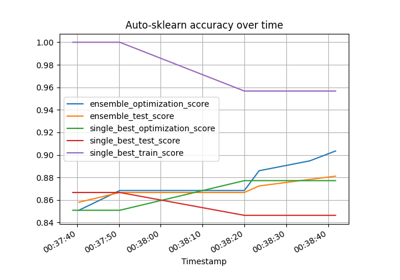 Auto-sklearn accuracy over time
1.00
0.98
0.96
0.94
0.92
0.90
0.88
0.86
0.84
ensemble_optimization_score
ensemble_test_score
single_best_optimization_score
single_best_test_score
single_best_train_score
00:37:40
00:37:50
00:38:00
00:38:10
00:38:20
00:38:30
00:38:40
Timestamp